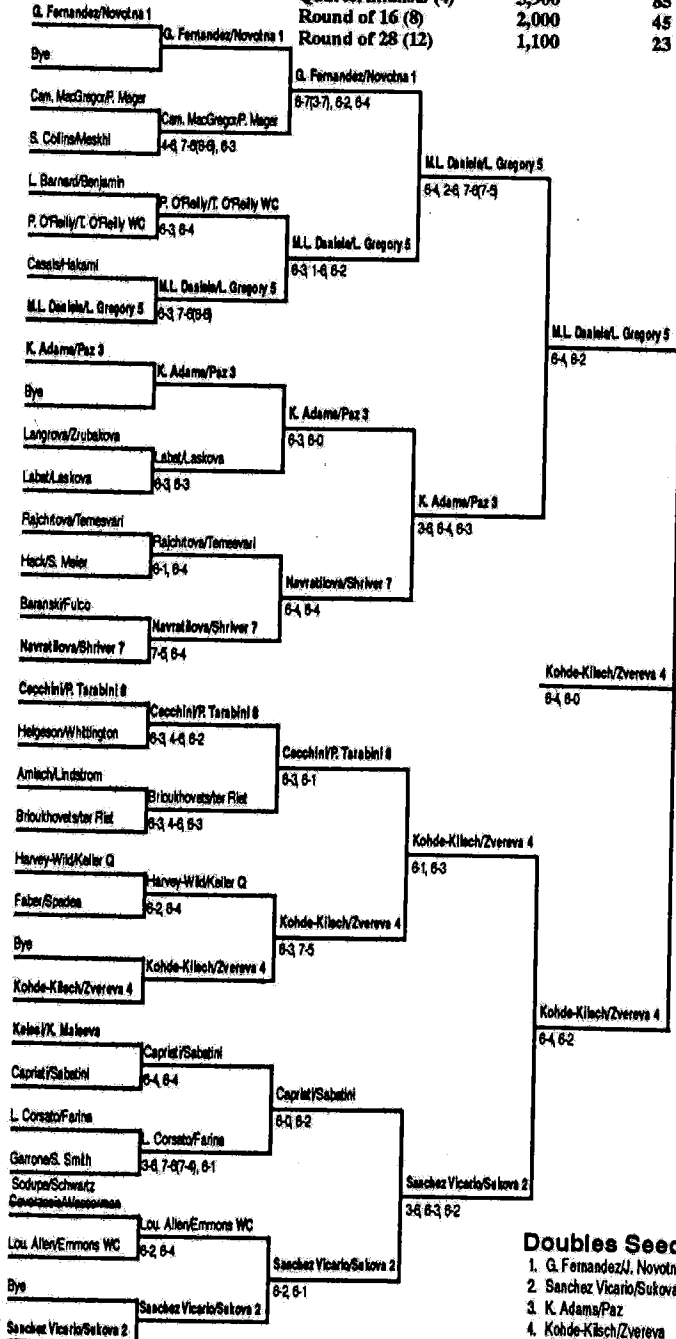 Round of 16 (8) 2,000 45
Round of 28 (12) 1,100 23
G. Fernandez/Novotna 1
Bye
Cam. MacGregor/P. Mager
S. Collins/Meskhi
L. Barnard/Benjamin
P. O'Reilly/T. O'Reilly WC
Casals/Hakami
M.L. Daniels/L. Gregory 5
K. Adams/Paz 3
Bye
Langrova/Zrubakova
Labat/Laskova
Rajchrtova/Temesvari
Heck/S. Meier
Baranski/Fulco
Navratilova/Shriver 7
Cecchini/P. Tarabini 8
Helgeson/Whittington
Amiach/Lindstrom
Brioukhovets/ter Riet
Harvey-Wild/Keller Q
Faber/Spadea
Bye
Kohde-Kilsch/Zvereva 4
Kelesi/K. Maleeva
Capriati/Sabatini
L. Corsato/Farina
Garrone/S. Smith
Sodupe/Schwartz
Lou. Allen/Emmons WC
Bye
Sanchez Vicario/Sukova 2
G. Fernandez/Novotna 1
Cam. MacGregor/P. Mager
4-6, 7-6(8-6), 6-3
P. O'Reilly/T. O'Reilly WC
6-3, 6-4
M.L. Daniels/L. Gregory 5
6-3, 7-6(8-6)
K. Adams/Paz 3
Labat/Laskova
6-3, 6-3
Rajchrtova/Temesvari
6-1, 6-4
Navratilova/Shriver 7
7-5, 6-4
Cecchini/P. Tarabini 8
6-3, 4-6, 6-2
Brioukhovets/ter Riet
6-3, 4-6, 6-3
Harvey-Wild/Keller Q
6-2, 6-4
Kohde-Kilsch/Zvereva 4
Capriati/Sabatini
6-4, 6-4
L. Corsato/Farina
3-6, 7-6(7-4), 6-1
Lou. Allen/Emmons WC
6-2, 6-4
Sanchez Vicario/Sukova 2
G. Fernandez/Novotna 1
6-7(3-7), 6-2, 6-4
M.L. Daniels/L. Gregory 5
6-3, 1-6, 6-2
K. Adams/Paz 3
6-3, 6-0
Navratilova/Shriver 7
6-4, 6-4
Cecchini/P. Tarabini 8
6-3, 6-1
Kohde-Kilsch/Zvereva 4
6-3, 7-5
Capriati/Sabatini
6-0, 6-2
Sanchez Vicario/Sukova 2
6-2, 6-1
M.L. Daniels/L. Gregory 5
6-4, 2-6, 7-6(7-5)
K. Adams/Paz 3
3-6, 6-4, 6-3
Kohde-Kilsch/Zvereva 4
6-1, 6-3
Sanchez Vicario/Sukova 2
3-6, 6-3, 6-2
M.L. Daniels/L. Gregory 5
6-4, 6-2
Kohde-Kilsch/Zvereva 4
6-4, 6-2
Kohde-Kilsch/Zvereva 4
6-4, 6-0
Doubles Seed
1. G. Fernandez/J. Novotn
2. Sanchez Vicario/Sukova
3. K. Adams/Paz
4. Kohde-Kilsch/Zvereva